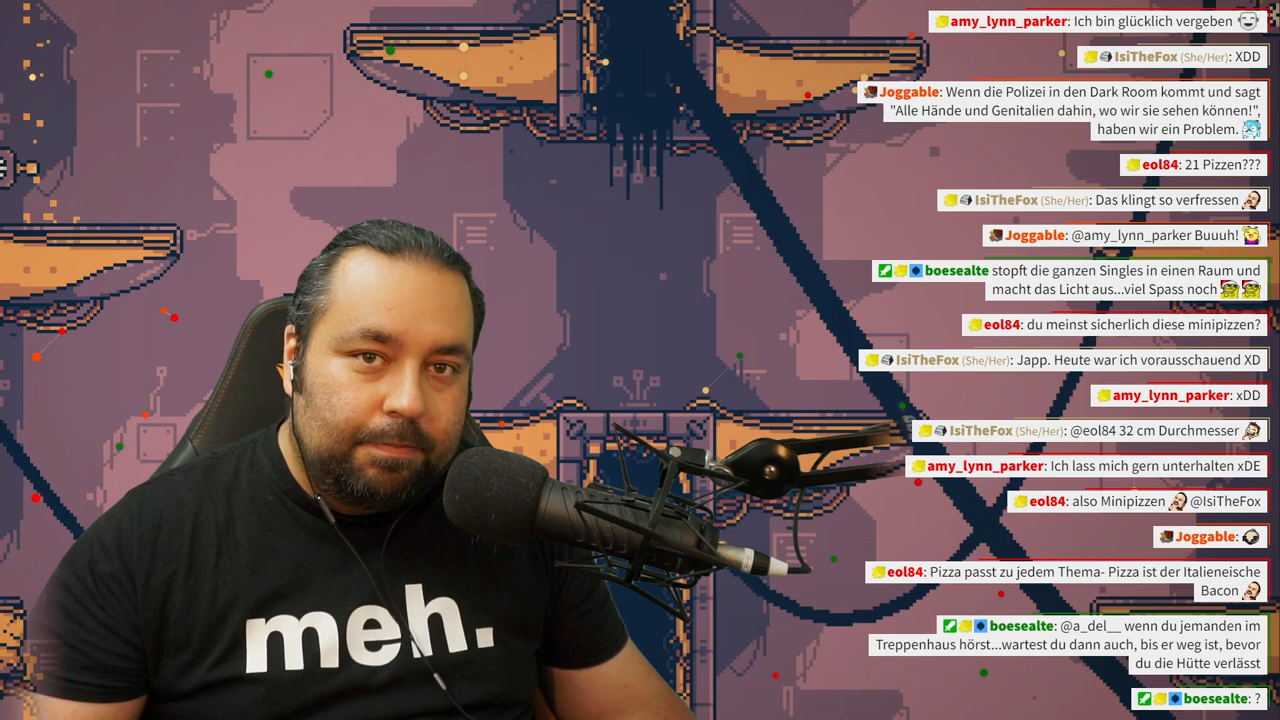 amy_lynn_parker: Ich bin glücklich vergeben
IsiTheFox (She/Her): XDD
Joggable: Wenn die Polizei in den Dark Room kommt und sagt
"Alle Hände und Genitalien dahin, wo wir sie sehen können!",
haben wir ein Problem.
eol84: 21 Pizzen???
IsiTheFox (She/Her): Das klingt so verfressen
Joggable: @amy_lynn_parker Buuuh!
boesealte stopft die ganzen Singles in einen Raum und
macht das Licht aus...viel Spass noch
eol84: du meinst sicherlich diese minipizzen?
IsiTheFox (She/Her): Japp. Heute war ich vorausschauend XD
amy_lynn_parker: xDD
IsiTheFox (She/Her): @eol84 32 cm Durchmesser
amy_lynn_parker: Ich lass mich gern unterhalten xDE
eol84: also Minipizzen @IsiTheFox
Joggable:
eol84: Pizza passt zu jedem Thema- Pizza ist der Italieneische
Bacon
boesealte: @a_del__ wenn du jemanden im
Treppenhaus hörst...wartest du dann auch, bis er weg ist, bevor
du die Hütte verlässt
boesealte: ?
meh.